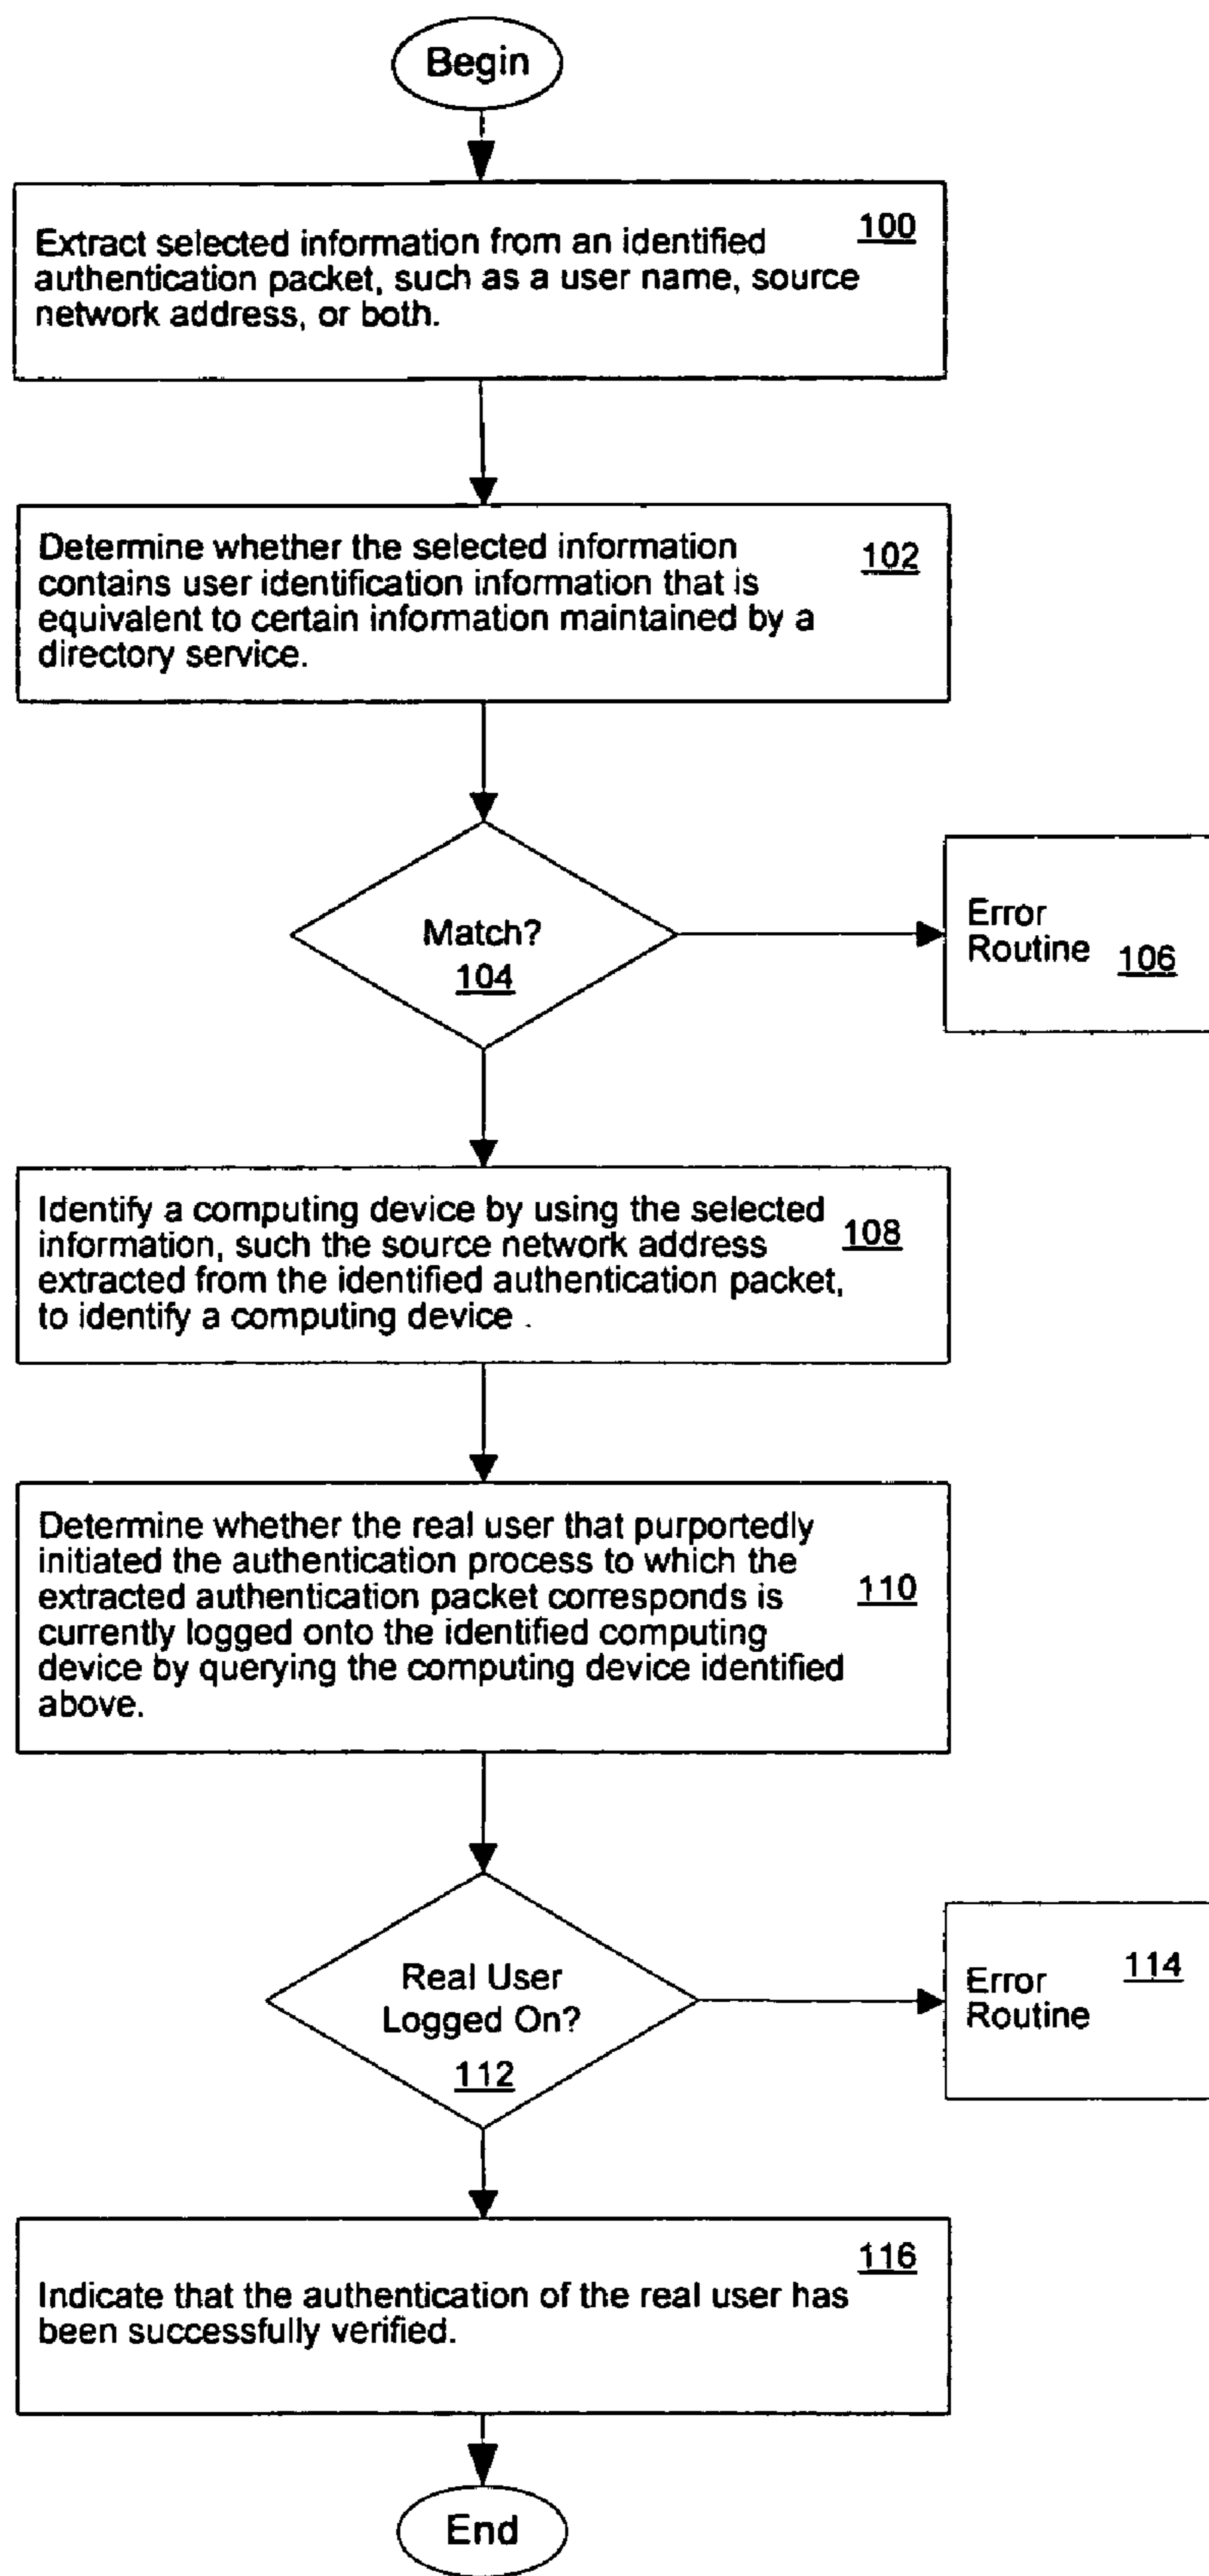 Begin
100
Extract selected information from an identified
authentication packet, such as a user name, source
network address, or both.
102
Determine whether the selected information
contains user identification information that is
equivalent to certain information maintained by a
directory service.
Match?
104
Error
Routine 106
Identify a computing device by using the selected
information, such the source network address 108
extracted from the identified authentication packet,
to identify a computing device .
Determine whether the real user that purportedly
initiated the authentication process to which the
extracted authentication packet corresponds is 110
currently logged onto the identified computing
device by querying the computing device identified
above.
Real User
Logged On?
112
114
Error
Routine
116
Indicate that the authentication of the real user has
been successfully verified.
End